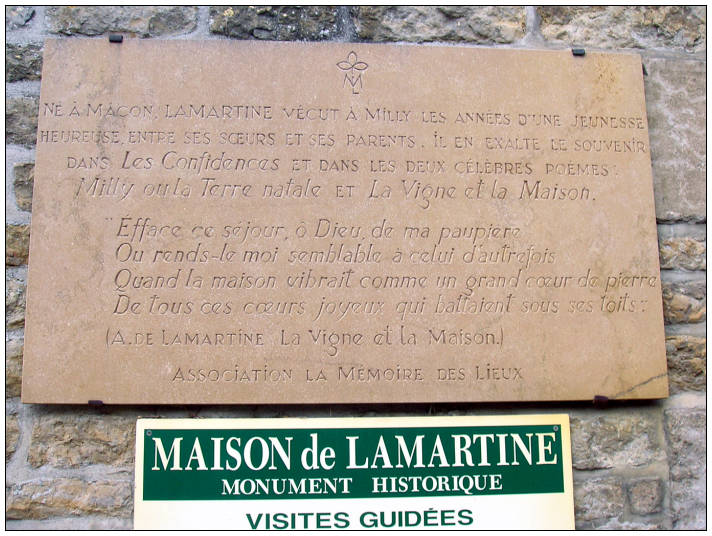 M
NÉ À MÂCON, LAMARTINE VÉCUT À MILLY LES ANNÉES D'UNE JEUNESSE
HEUREUSE, ENTRE SES SŒURS ET SES PARENTS. IL EN EXALTE LE SOUVENIR
DANS Les Confidences ET DANS LES DEUX CÉLÈBRES POEMES :
Milly ou la Terre natale ET La Vigne et la Maison.
"Efface ce séjour, ô Dieu, de ma paupière
Ou rends-le moi semblable à celui d'autrefois
Quand la maison vibrait comme un grand cœur de pierre
De tous ces cœurs joyeux qui battaient sous ses toits".
(A. DE LAMARTINE La Vigne et la Maison.)
ASSOCIATION LA MÉMOIRE DES LIEUX
MAISON de LAMARTINE
MONUMENT HISTORIQUE
VISITES GUIDÉES